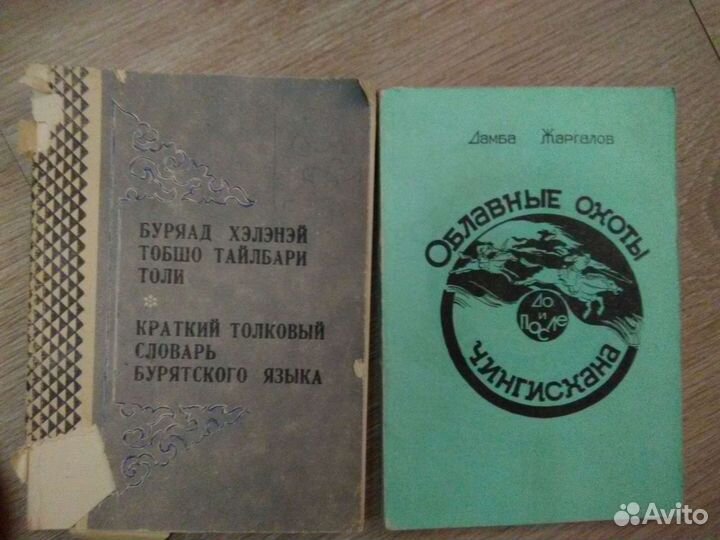 БУРЯАД ХЭЛЭНЭЙ
ТОБШО ТАЙЛБАРИ
ТОЛИ
КРАТКИЙ ТОЛКОВЫЙ
СЛОВАРЬ
БУРЯТСКОГО ЯЗЫКА
Дамба Жаргалов
ОБЛАВНЫЕ ОХОТЫ
ДО
И
ПОСЛЕ
ЧИНГИСХАНА
Avito